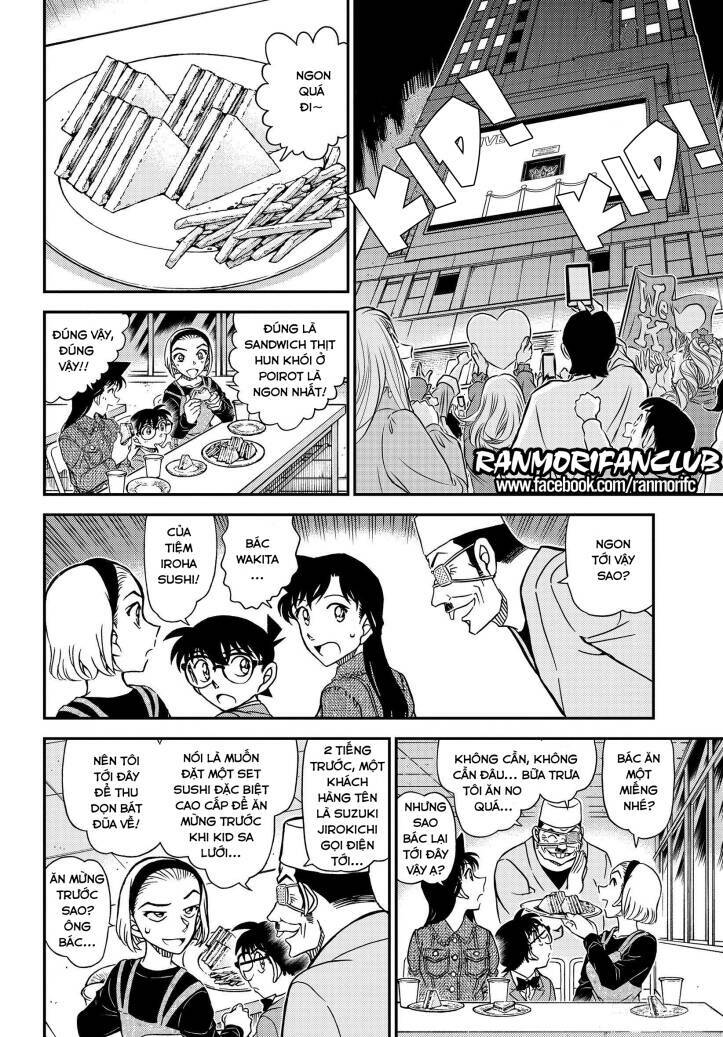 KID!
KID!
We
RANMORIFANCLUB
www.facebook.com/ranmorifc
NGON
QUÁ
ĐI~
ĐÚNG LÀ
SANDWICH THỊT
HUN KHÓI Ở
POIROT LÀ
NGON NHẤT!
ĐÚNG VẬY,
ĐÚNG
VẬY!!
NGON
TỚI VẬY
SAO?
BÁC
WAKITA
...
CỦA
TIỆM
IROHA
SUSHI!
BÁC ĂN
MỘT
MIẾNG
NHÉ?
KHÔNG CẦN, KHÔNG
CẦN ĐÂU... BỮA TRƯA
TÔI ĂN NO
QUÁ...
NHƯNG
SAO
BÁC LẠI
TỚI ĐÂY
VẬY Ạ?
2 TIẾNG
TRƯỚC, MỘT
KHÁCH
HÀNG TÊN
LÀ SUZUKI
JIROKICHI
GỌI ĐIỆN
TỚI...
NÓI LÀ MUỐN
ĐẶT MỘT SET
SUSHI ĐẶC BIỆT
CAO CẤP ĐỂ ĂN
MỪNG TRƯỚC
KHI KID SA
LƯỚI...
NÊN TÔI
TỚI ĐÂY
ĐỂ THU
DỌN BÁT
ĐŨA VỀ!
ĂN MỪNG
TRƯỚC
SAO?
ÔNG
BÁC...